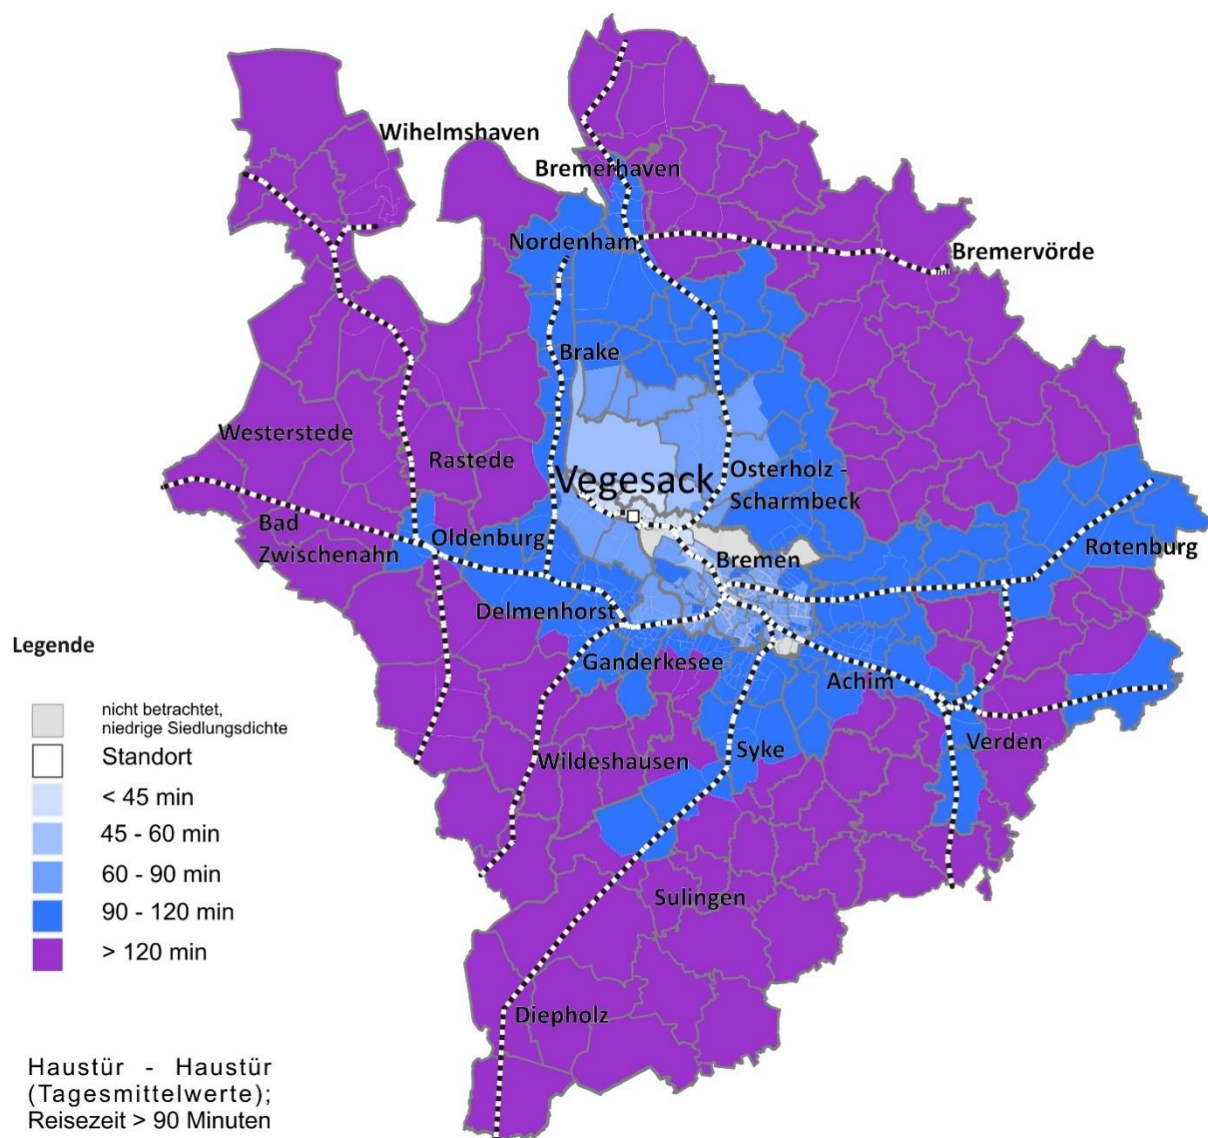 Wihelmshaven
Bremerhaven
Nordenham
Bremervörde
Brake
Westerstede
Rastede
Vegesack
Osterholz -
Scharmbeck
Bad
Zwischenahn
Oldenburg
Bremen
Rotenburg
Delmenhorst
Ganderkesee
Achim
Verden
Wildeshausen
Syke
Sulingen
Diepholz
Legende
nicht betrachtet,
niedrige Siedlungsdichte
Standort
< 45 min
45 - 60 min
60 - 90 min
90 - 120 min
> 120 min
Haustür - Haustür
(Tagesmittelwerte);
Reisezeit > 90 Minuten